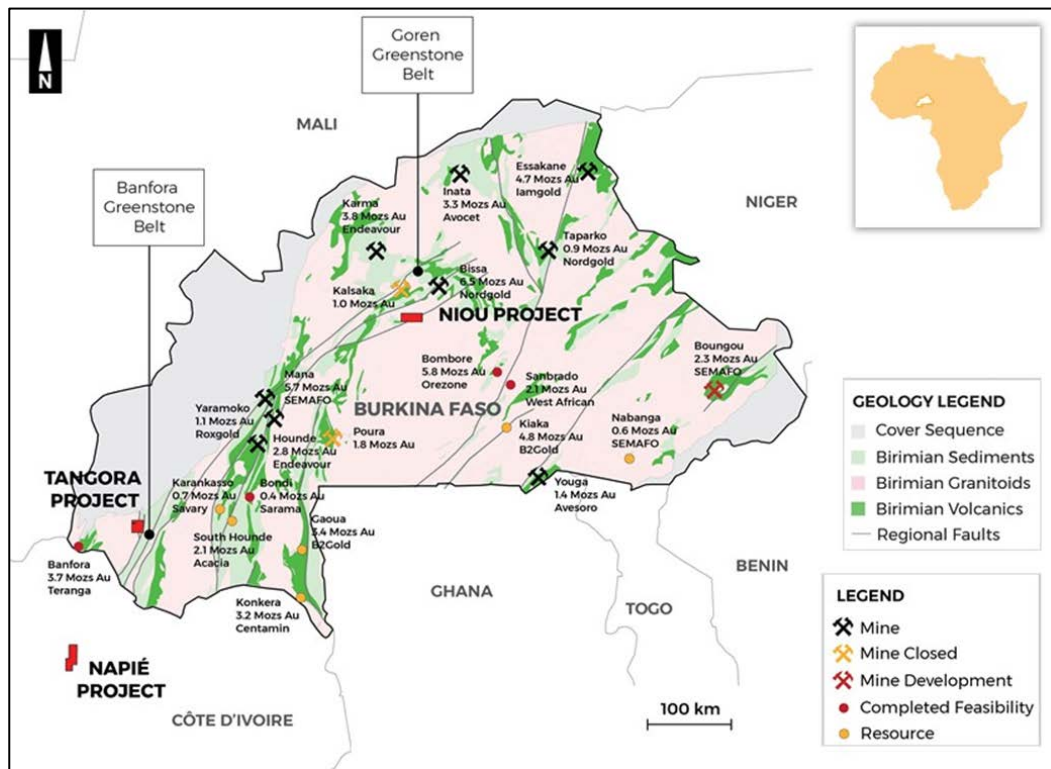 N
Goren
Greenstone
Belt
MALI
NIGER
Banfora
Greenstone
Belt
Essakane
4.7 Mozs Au
Iamgold
Inata
3.3 Mozs Au
Avocet
Karma
3.8 Mozs Au
Endeavour
Taparko
0.9 Mozs Au
Nordgold
Bissa
6.5 Mozs Au
Nordgold
Kalsaka
1.0 Mozs Au
NIOU PROJECT
Boungou
2.3 Mozs Au
SEMAFO
Bombore
5.8 Mozs Au
Orezone
Sanbrado
2.1 Mozs Au
West African
Mana
5.7 Mozs Au
SEMAFO
BURKINA FASO
Yaramoko
1.1 Mozs Au
Roxgold
Poura
1.8 Mozs Au
Kiaka
4.8 Mozs Au
B2Gold
Nabanga
0.6 Mozs Au
SEMAFO
Hounde
2.8 Mozs Au
Endeavour
TANGORA
PROJECT
Karankasso
0.7 Mozs Au
Savary
Bondi
0.4 Mozs Au
Sarama
Youga
1.4 Mozs Au
Avesoro
Gaoua
3.4 Mozs Au
B2Gold
South Hounde
2.1 Mozs Au
Acacia
Banfora
3.7 Mozs Au
Teranga
Konkera
3.2 Mozs Au
Centamin
GHANA
TOGO
BENIN
NAPIÉ
PROJECT
CÔTE D'IVOIRE
100 km
GEOLOGY LEGEND
Cover Sequence
Birimian Sediments
Birimian Granitoids
Birimian Volcanics
Regional Faults
LEGEND
Mine
Mine Closed
Mine Development
Completed Feasibility
Resource